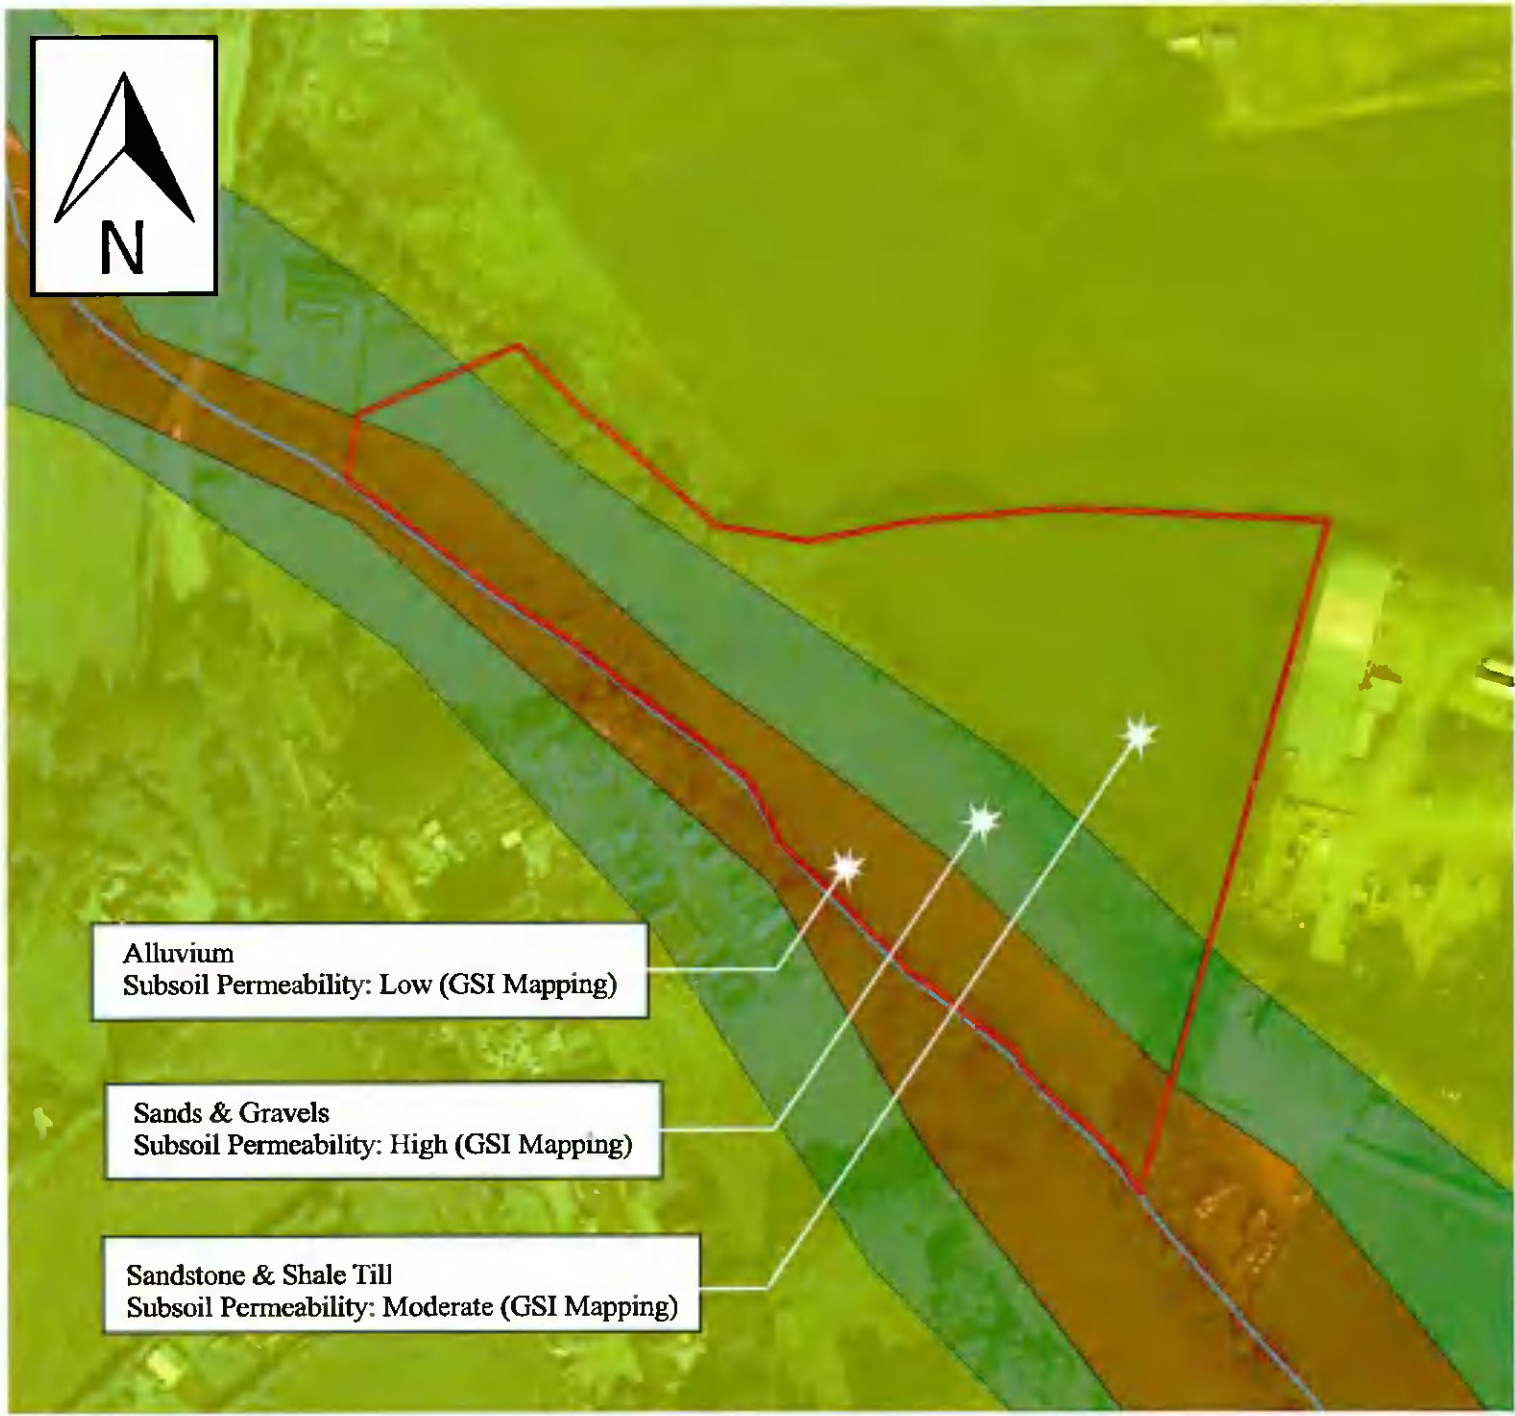 N
Alluvium
Subsoil Permeability: Low (GSI Mapping)
Sands & Gravels
Subsoil Permeability: High (GSI Mapping)
Sandstone & Shale Till
Subsoil Permeability: Moderate (GSI Mapping)